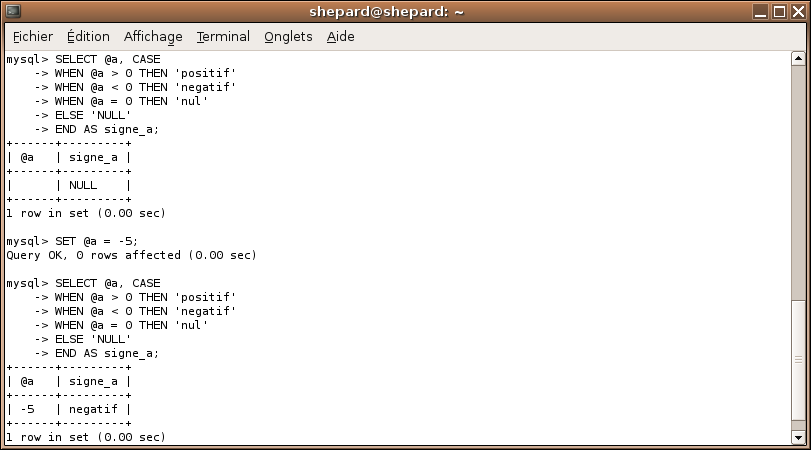 shepard@shepard: ~
Fichier Édition Affichage Terminal Onglets Aide
mysql> SELECT @a, CASE
    -> WHEN @a > 0 THEN 'positif'
    -> WHEN @a < 0 THEN 'negatif'
    -> WHEN @a = 0 THEN 'nul'
    -> ELSE 'NULL'
    -> END AS signe_a;
+------+---------+
| @a   | signe_a |
+------+---------+
|      | NULL    |
+------+---------+
1 row in set (0.00 sec)

mysql> SET @a = -5;
Query OK, 0 rows affected (0.00 sec)

mysql> SELECT @a, CASE
    -> WHEN @a > 0 THEN 'positif'
    -> WHEN @a < 0 THEN 'negatif'
    -> WHEN @a = 0 THEN 'nul'
    -> ELSE 'NULL'
    -> END AS signe_a;
+------+---------+
| @a   | signe_a |
+------+---------+
| -5   | negatif |
+------+---------+
1 row in set (0.00 sec)